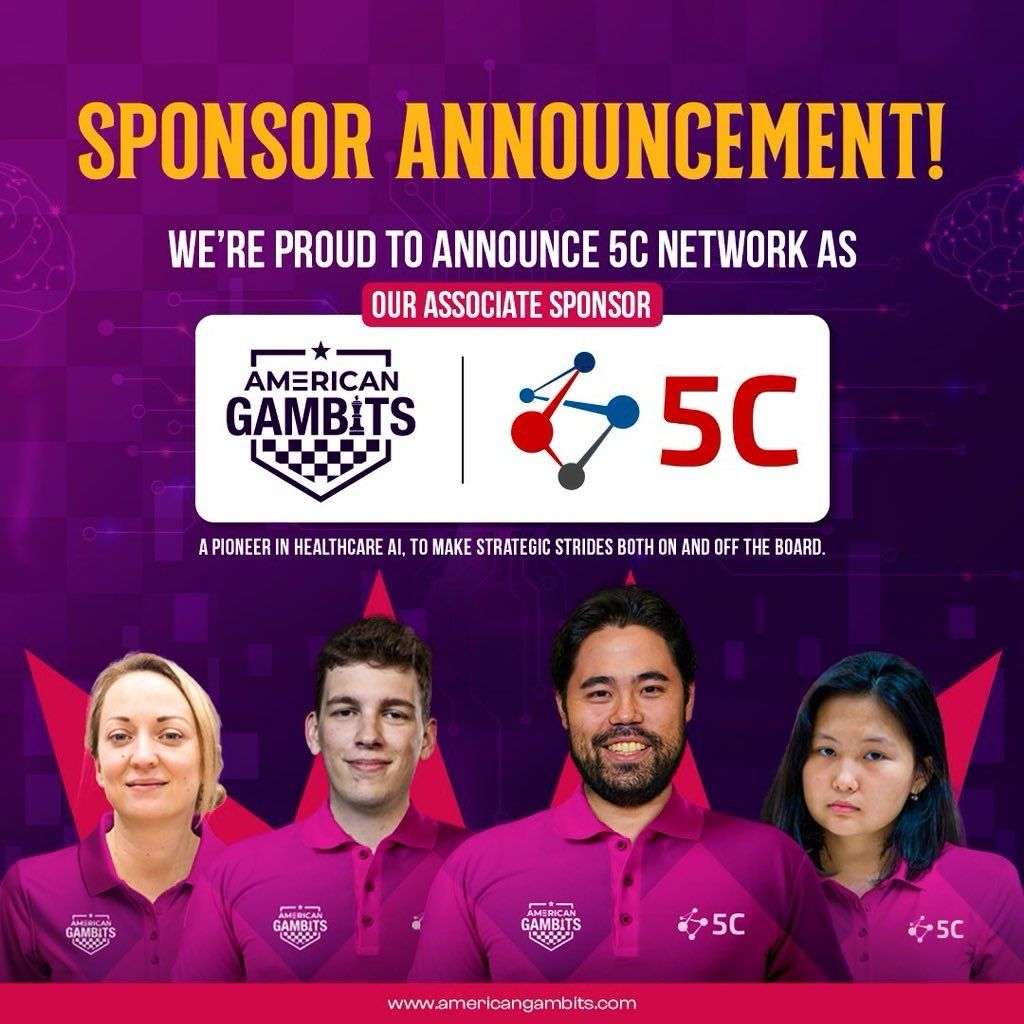 SPONSOR ANNOUNCEMENT!
WE'RE PROUD TO ANNOUNCE 5C NETWORK AS
OUR ASSOCIATE SPONSOR
AMERICAN
GAMBITS
5C
A PIONEER IN HEALTHCARE AI, TO MAKE STRATEGIC STRIDES BOTH ON AND OFF THE BOARD.
AMERICAN
GAMBITS
AMERICAN
GAMBITS
AMERICAN
GAMBITS
5C
5C
www.americangambits.com